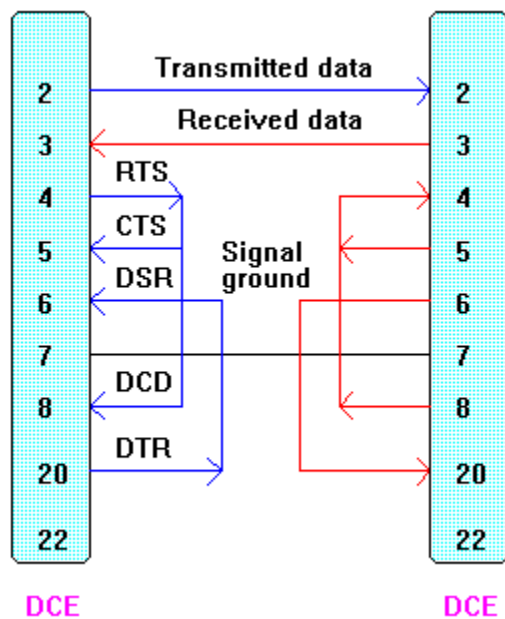 Transmitted data
2 2
Received data
3 3
RTS
4 4
CTS
5 5
Signal
ground
DSR
6 6
7 7
DCD
8 8
DTR
20 20
22 22
DCE DCE